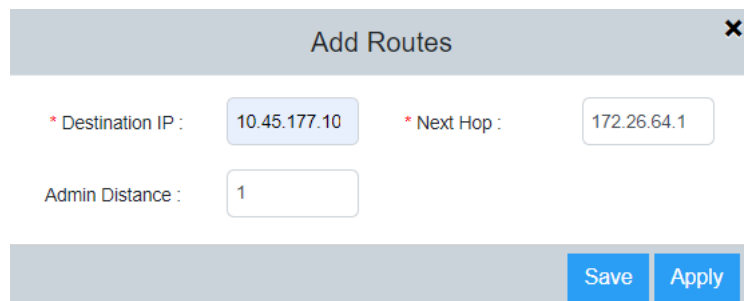 Add Routes
* Destination IP : 10.45.177.10 * Next Hop : 172.26.64.1
Admin Distance : 1
Save Apply